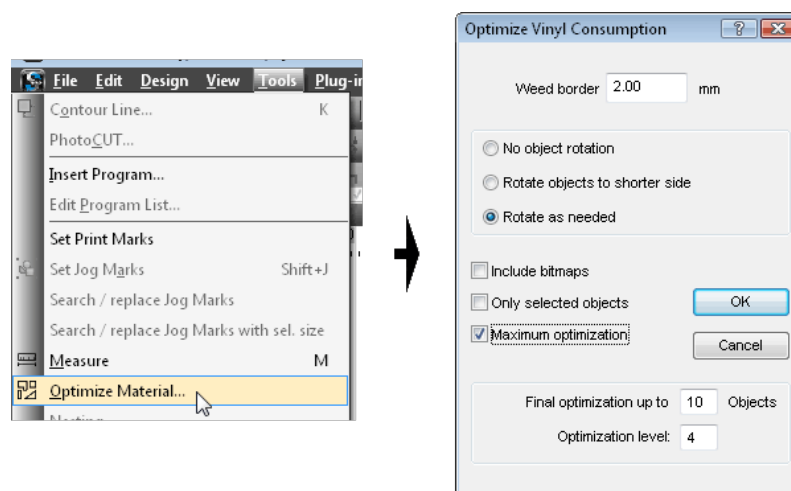 File Edit Design View Tools Plug-in
Contour Line... K
PhotoCUT...
Insert Program...
Edit Program List...
Set Print Marks
Set Jog Marks Shift+J
Search / replace Jog Marks
Search / replace Jog Marks with sel. size
Measure M
Optimize Material...
Optimize Vinyl Consumption
Weed border 2.00 mm
No object rotation
Rotate objects to shorter side
Rotate as needed
Include bitmaps
Only selected objects OK
Maximum optimization
Cancel
Final optimization up to 10 Objects
Optimization level: 4